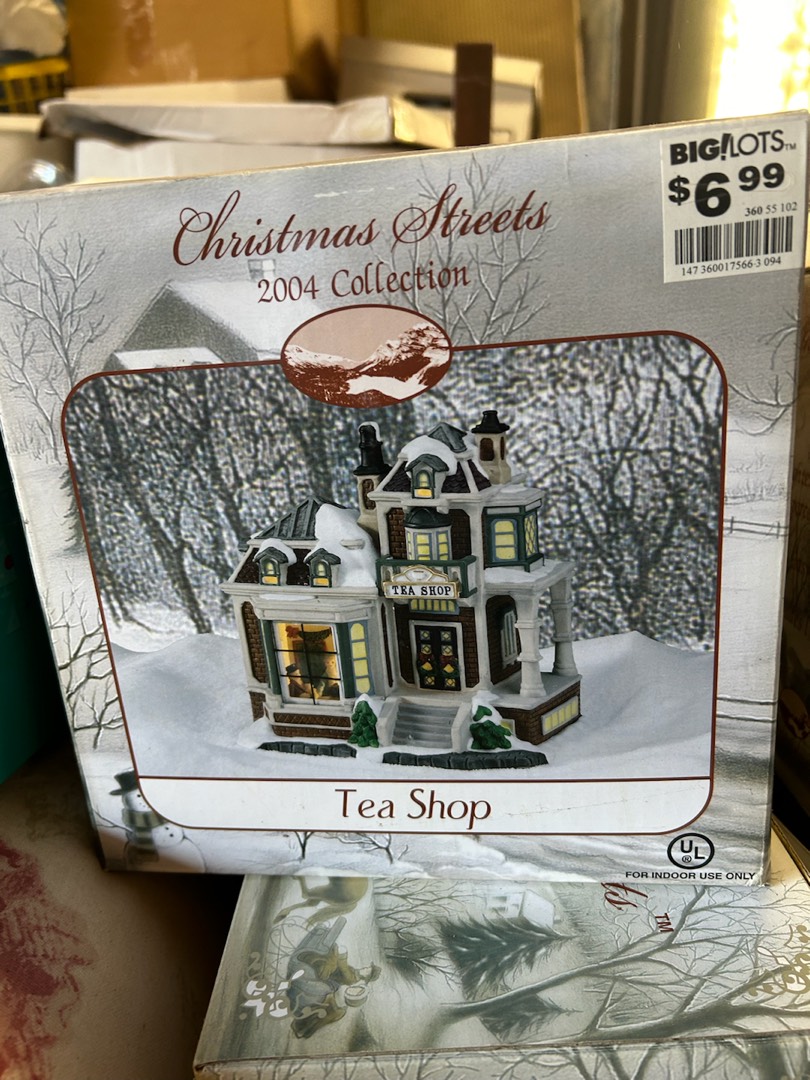 Christmas Streets
2004 Collection
BIG!LOTS™
$6 99
360 55 102
147 360017566 3 094
TEA SHOP
Tea Shop
UL
®
FOR INDOOR USE ONLY
ts™